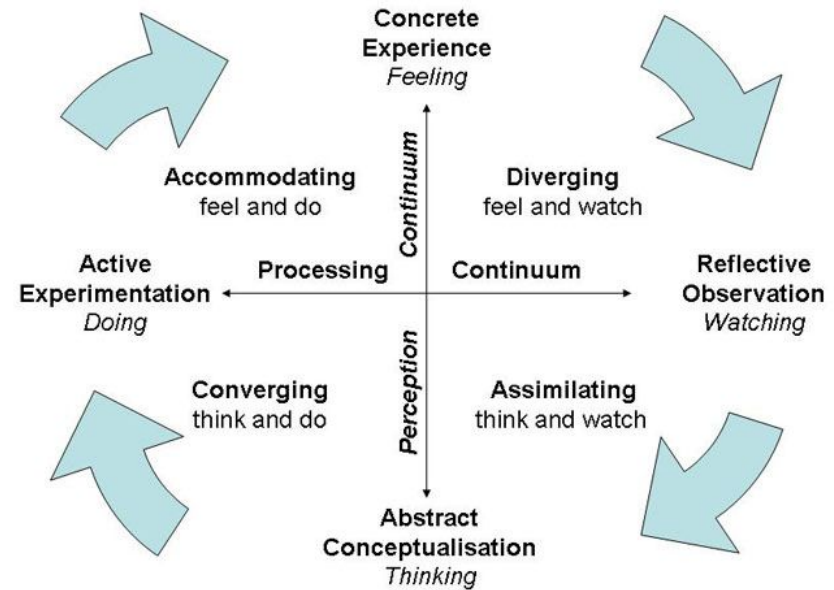 Concrete
Experience
Feeling
Continuum
Accommodating
feel and do
Diverging
feel and watch
Active
Experimentation
Doing
Processing
Continuum
Reflective
Observation
Watching
Perception
Converging
think and do
Assimilating
think and watch
Abstract
Conceptualisation
Thinking